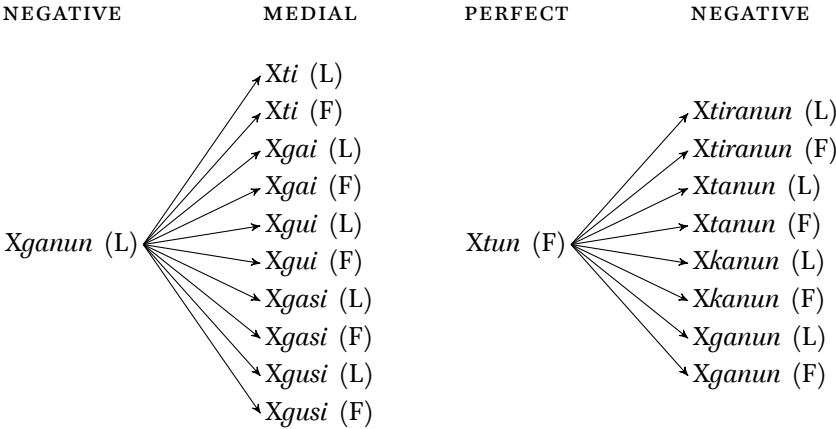 NEGATIVE MEDIAL PERFECT NEGATIVE
Xti (L)
Xti (F) Xtiranun (L)
Xgai (L) Xtiranun (F)
Xgai (F) Xtanun (L)
Xgui (L) Xtanun (F)
Xganun (L) Xtun (F)
Xgui (F) Xkanun (L)
Xgasi (L) Xkanun (F)
Xgasi (F) Xganun (L)
Xgusi (L) Xganun (F)
Xgusi (F)